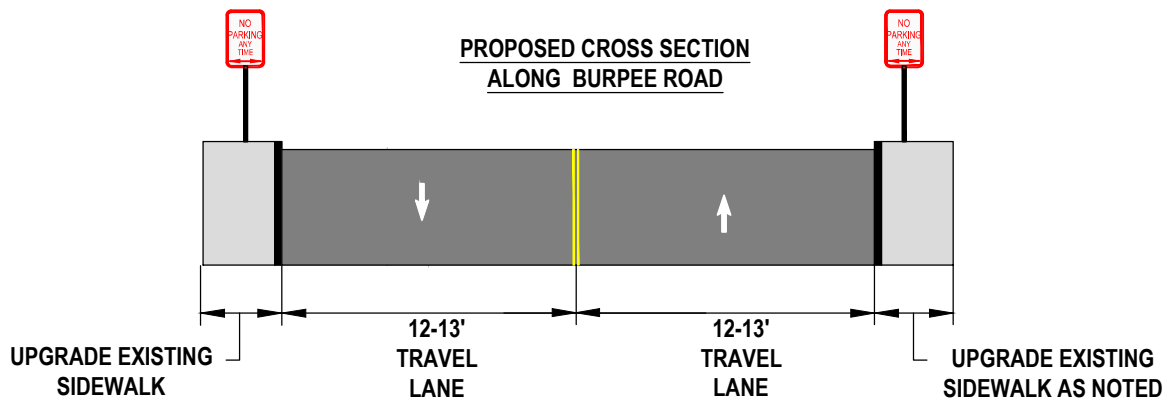 NO
PARKING
ANY
TIME
PROPOSED CROSS SECTION
ALONG BURPEE ROAD
NO
PARKING
ANY
TIME
12-13'
TRAVEL
LANE
12-13'
TRAVEL
LANE
UPGRADE EXISTING
SIDEWALK
UPGRADE EXISTING
SIDEWALK AS NOTED